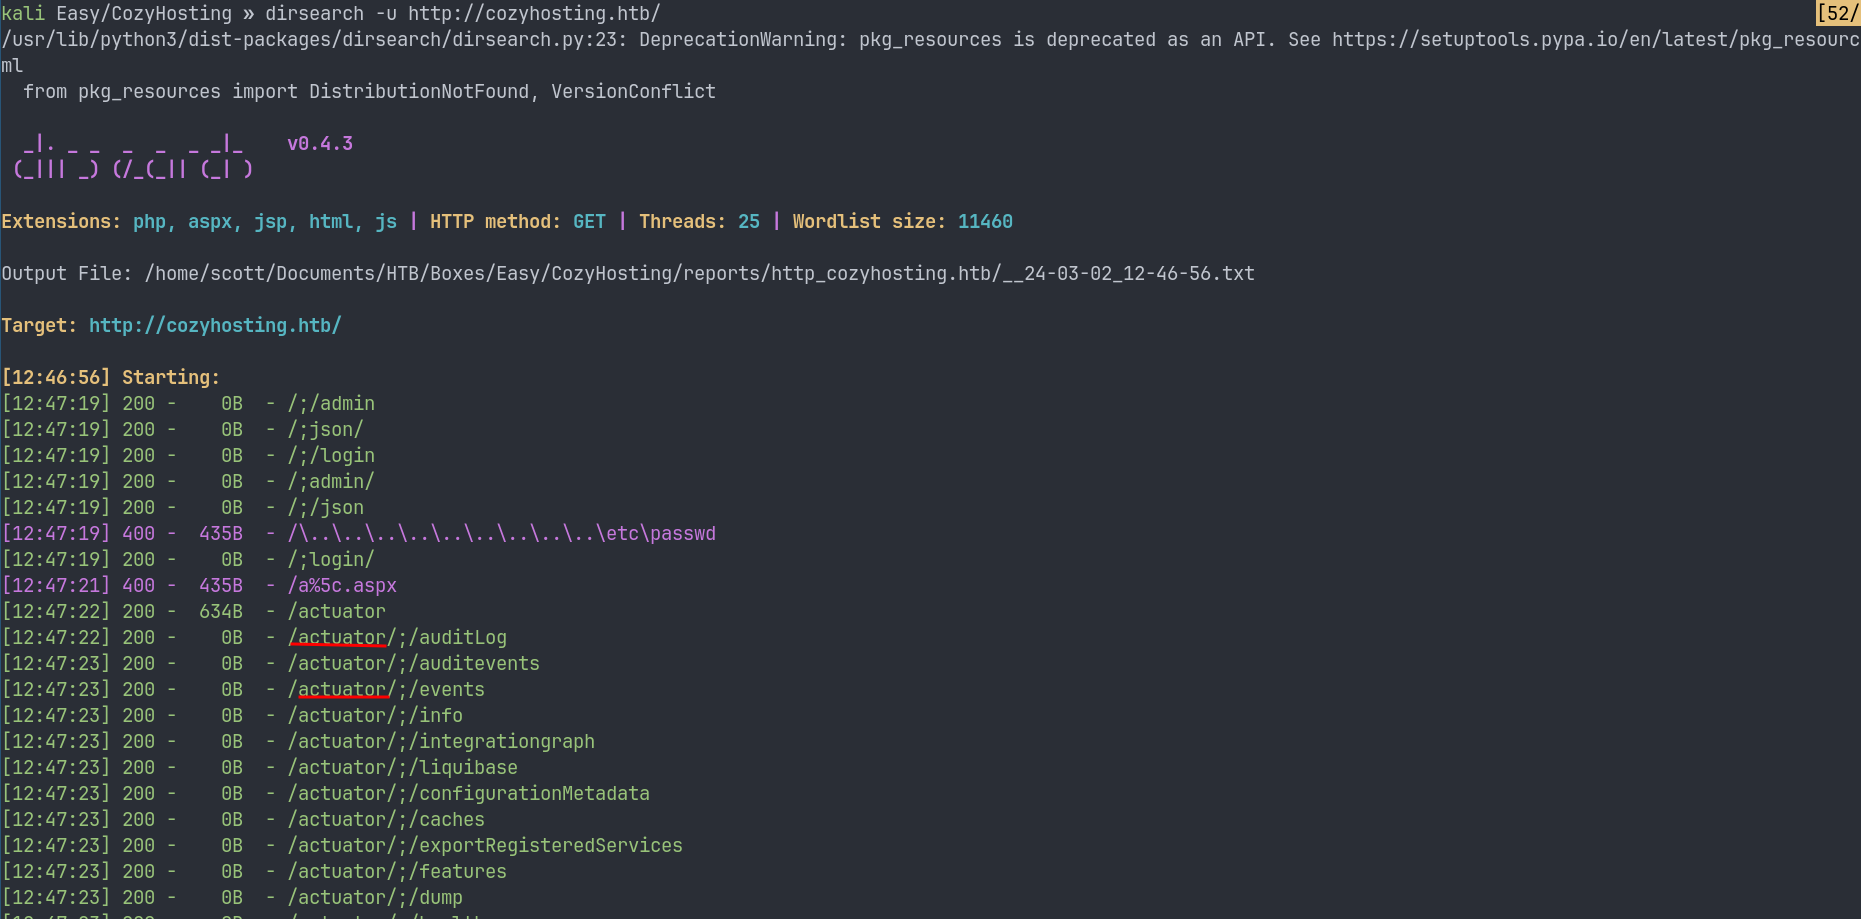 kali Easy/CozyHosting » dirsearch -u http://cozyhosting.htb/ [52/
/usr/lib/python3/dist-packages/dirsearch/dirsearch.py:23: DeprecationWarning: pkg_resources is deprecated as an API. See https://setuptools.pypa.io/en/latest/pkg_resourc
ml
from pkg_resources import DistributionNotFound, VersionConflict
_|. _ _  _  _  _ _|_    v0.4.3
(_||| _) (/_(_|| (_| )
Extensions: php, aspx, jsp, html, js | HTTP method: GET | Threads: 25 | Wordlist size: 11460
Output File: /home/scott/Documents/HTB/Boxes/Easy/CozyHosting/reports/http_cozyhosting.htb/__24-03-02_12-46-56.txt
Target: http://cozyhosting.htb/
[12:46:56] Starting:
[12:47:19] 200 -    0B  - /;/admin
[12:47:19] 200 -    0B  - /;json/
[12:47:19] 200 -    0B  - /;/login
[12:47:19] 200 -    0B  - /;admin/
[12:47:19] 200 -    0B  - /;/json
[12:47:19] 400 -  435B  - /\..\..\..\..\..\..\..\..\..\etc\passwd
[12:47:19] 200 -    0B  - /;login/
[12:47:21] 400 -  435B  - /a%5c.aspx
[12:47:22] 200 -  634B  - /actuator
[12:47:22] 200 -    0B  - /actuator/;/auditLog
[12:47:23] 200 -    0B  - /actuator/;/auditevents
[12:47:23] 200 -    0B  - /actuator/;/events
[12:47:23] 200 -    0B  - /actuator/;/info
[12:47:23] 200 -    0B  - /actuator/;/integrationgraph
[12:47:23] 200 -    0B  - /actuator/;/liquibase
[12:47:23] 200 -    0B  - /actuator/;/configurationMetadata
[12:47:23] 200 -    0B  - /actuator/;/caches
[12:47:23] 200 -    0B  - /actuator/;/exportRegisteredServices
[12:47:23] 200 -    0B  - /actuator/;/features
[12:47:23] 200 -    0B  - /actuator/;/dump